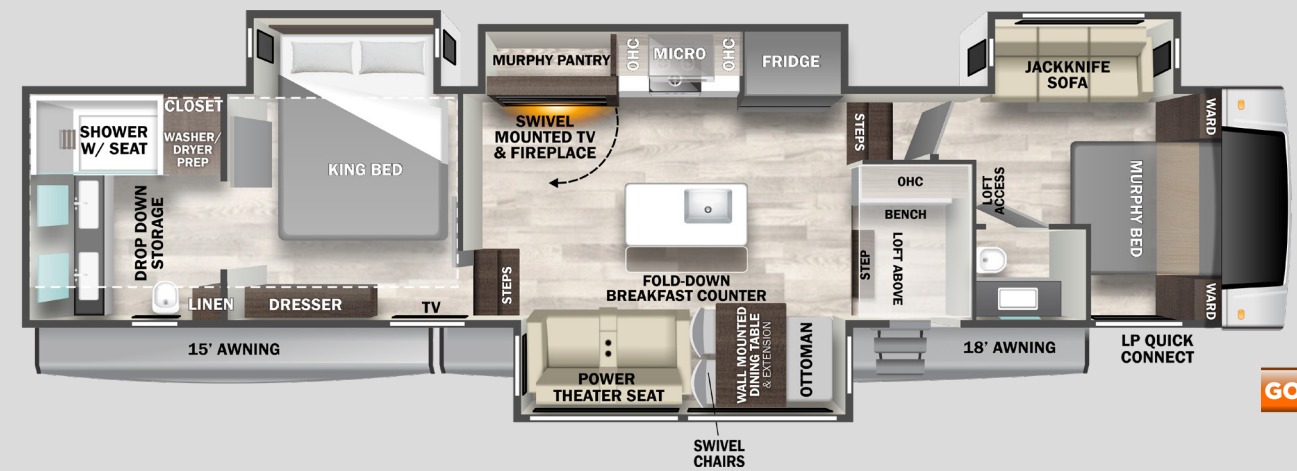 SHOWER
W/ SEAT
CLOSET
WASHER/
DRYER
PREP
KING BED
DROP DOWN
STORAGE
LINEN
DRESSER
TV
STEPS
15' AWNING
MURPHY PANTRY
OHC
MICRO
OHC
FRIDGE
SWIVEL
MOUNTED TV
& FIREPLACE
FOLD-DOWN
BREAKFAST COUNTER
POWER
THEATER SEAT
WALL MOUNTED
DINING TABLE
& EXTENSION
OTTOMAN
SWIVEL
CHAIRS
STEPS
OHC
BENCH
STEP
LOFT ABOVE
LOFT
ACCESS
JACKKNIFE
SOFA
WARD
MURPHY BED
WARD
18' AWNING
LP QUICK
CONNECT
GO